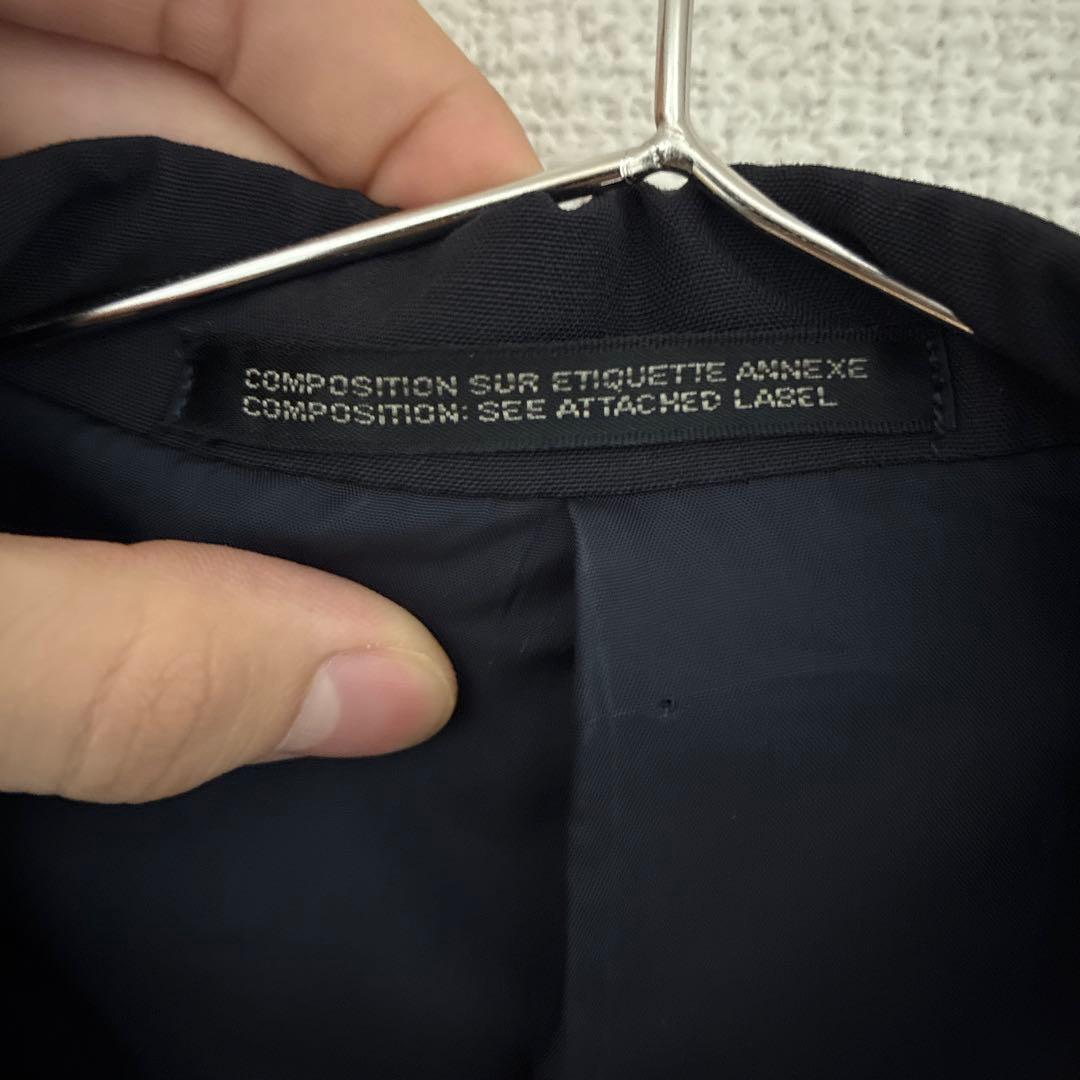 COMPOSITION SUR ETIQUETTE ANNEXE
COMPOSITION: SEE ATTACHED LABEL